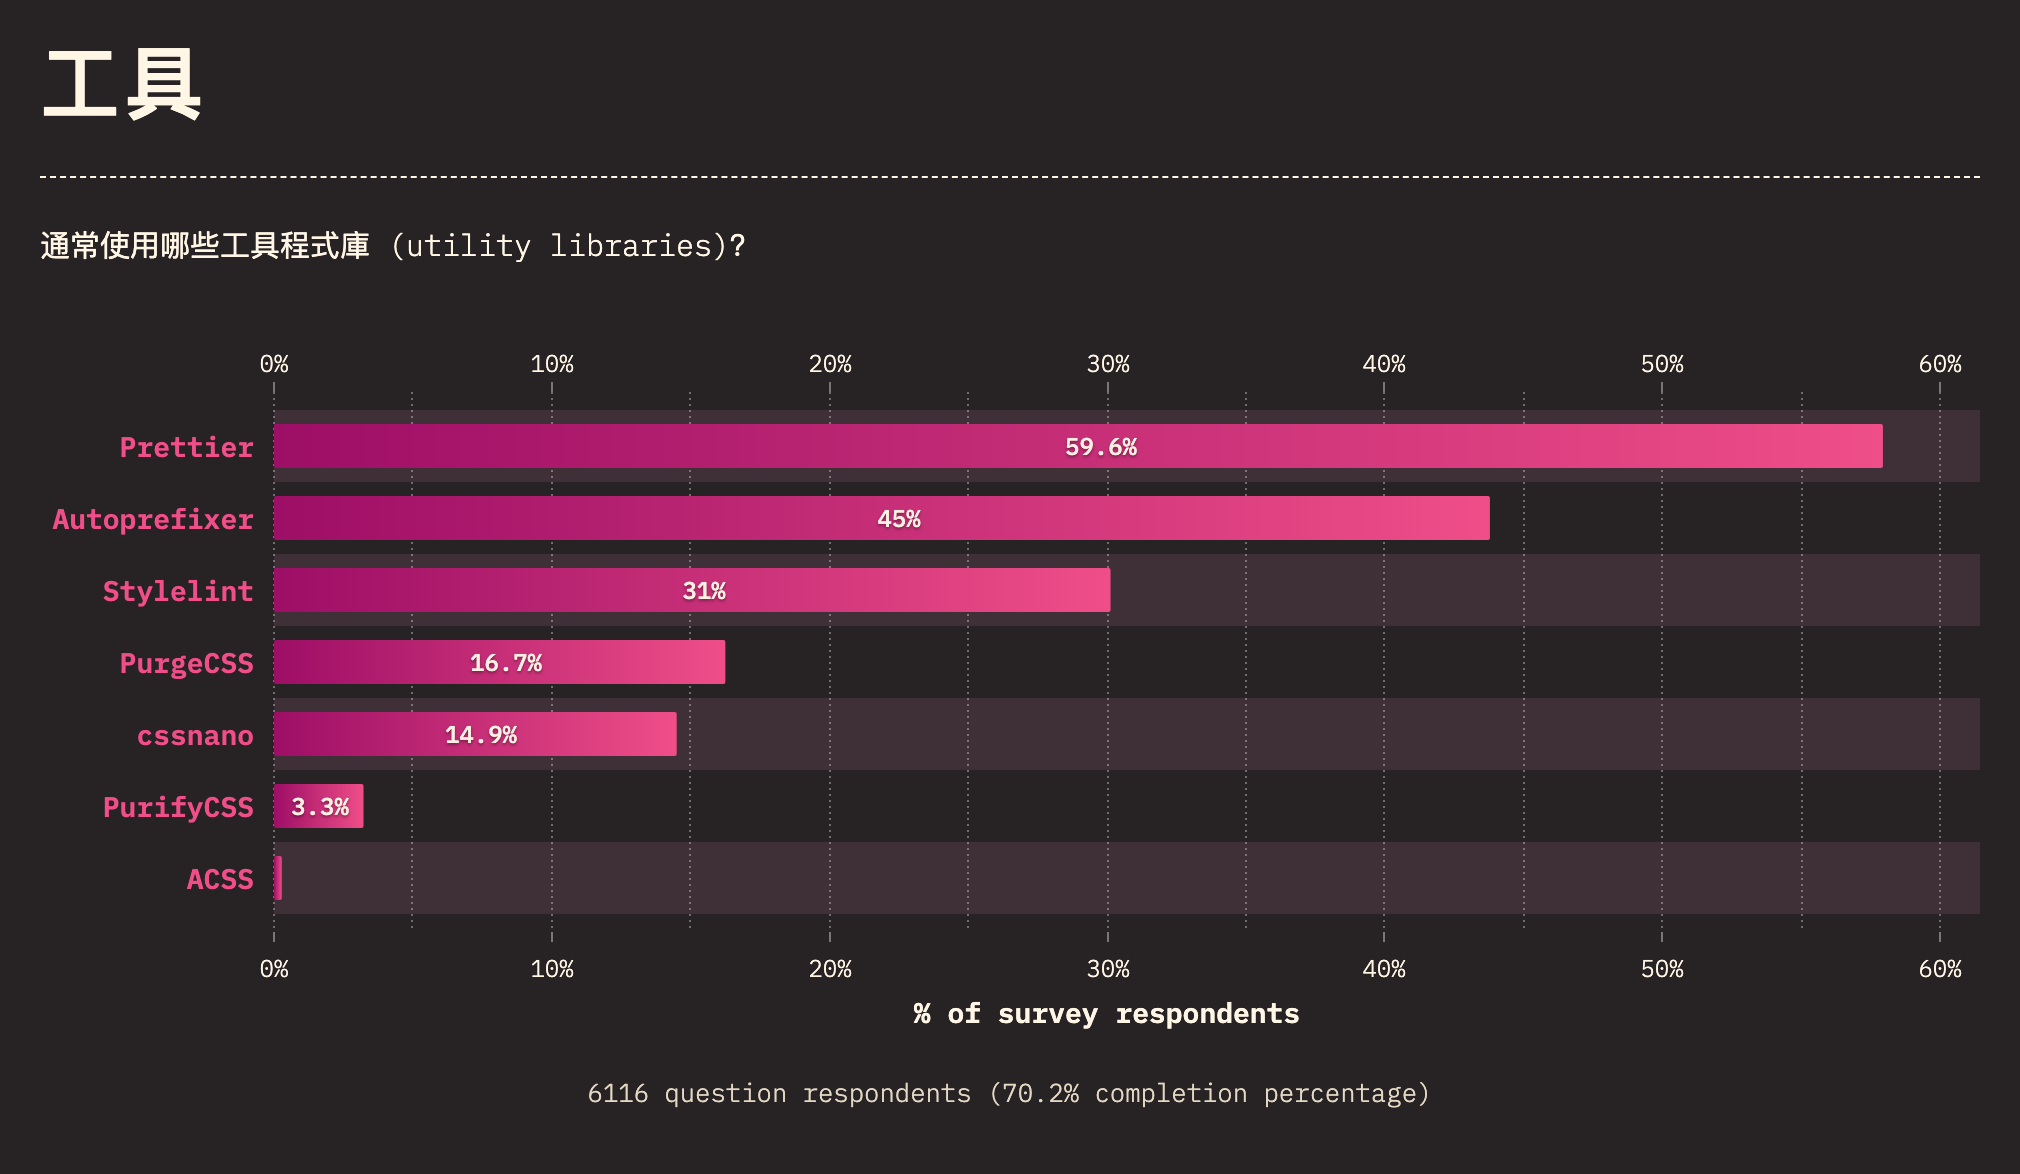 工具
通常使用哪些工具程式庫 (utility libraries)?
0% 10% 20% 30% 40% 50% 60%
Prettier 59.6%
Autoprefixer 45%
Stylelint 31%
PurgeCSS 16.7%
cssnano 14.9%
PurifyCSS 3.3%
ACSS
0% 10% 20% 30% 40% 50% 60%
% of survey respondents
6116 question respondents (70.2% completion percentage)